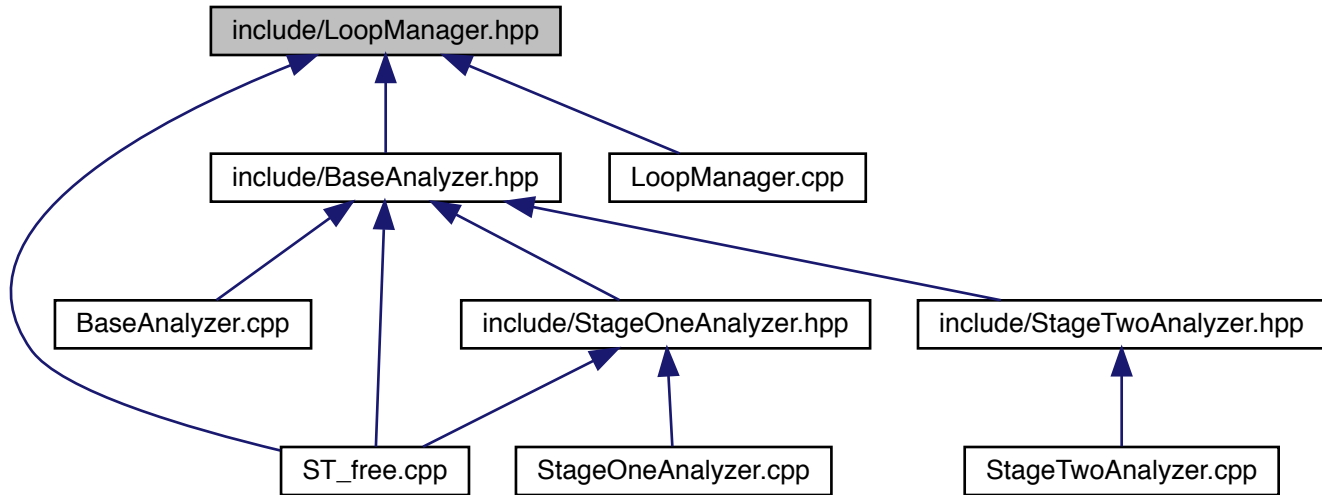 include/LoopManager.hpp
include/BaseAnalyzer.hpp
LoopManager.cpp
BaseAnalyzer.cpp
include/StageOneAnalyzer.hpp
include/StageTwoAnalyzer.hpp
ST_free.cpp
StageOneAnalyzer.cpp
StageTwoAnalyzer.cpp